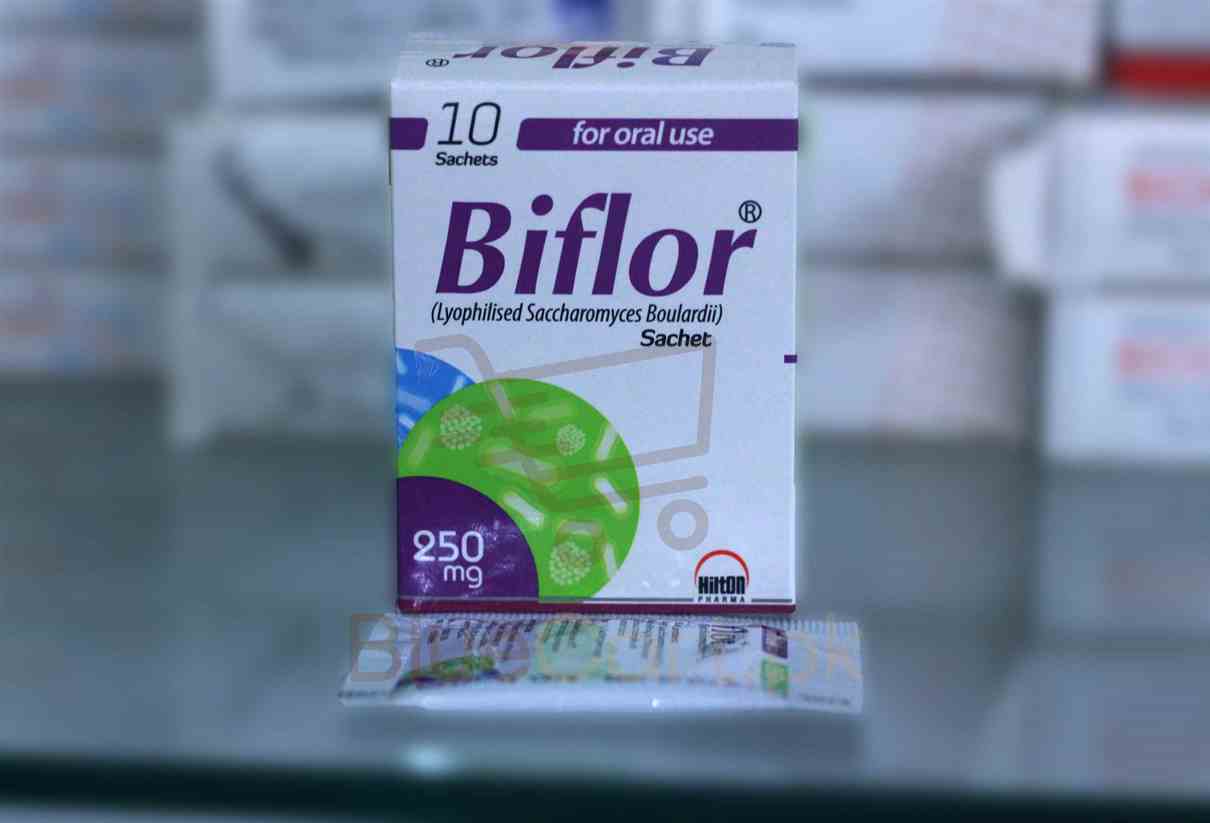 Biflor®
10
Sachets
for oral use
Biflor®
(Lyophilised Saccharomyces Boulardii)
Sachet
250
mg
HiltOn
PHARMA